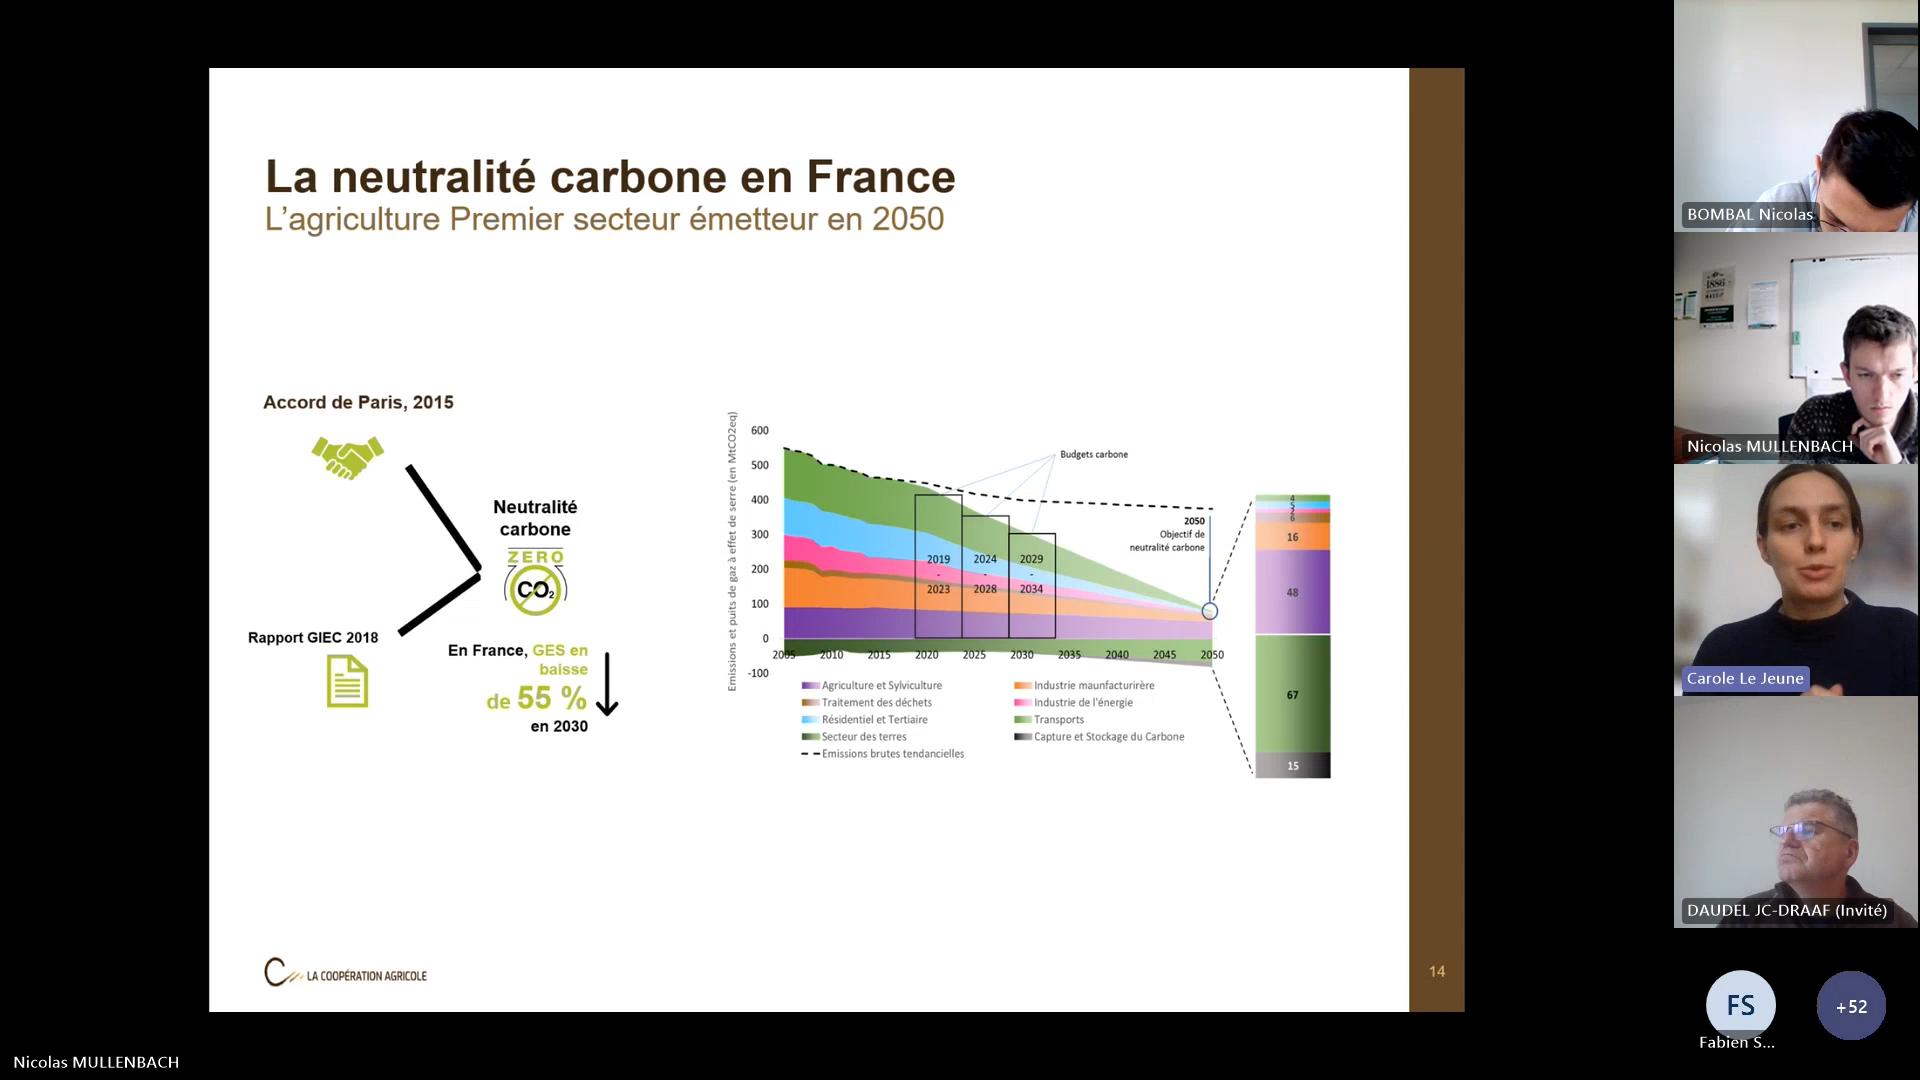 La neutralité carbone en France
L'agriculture Premier secteur émetteur en 2050
Accord de Paris, 2015
Neutralité
carbone
ZERO
CO2
Rapport GIEC 2018
En France, GES en
baisse
de 55 %
en 2030
Emissions et puits de gaz à effet de serre (en MtCO2eq)
600
500
400
300
200
100
0
-100
Budgets carbone
2050
Objectif de
neutralité carbone
2019
-
2023
2024
-
2028
2029
-
2034
2005 2010 2015 2020 2025 2030 2035 2040 2045 2050
Agriculture et Sylviculture
Industrie maunfacturirère
Traitement des déchets
Industrie de l'énergie
Résidentiel et Tertiaire
Transports
Secteur des terres
Capture et Stockage du Carbone
Emissions brutes tendancielles
4
5
2
6
16
48
67
15
LA COOPÉRATION AGRICOLE
14
BOMBAL Nicolas
1886
Nicolas MULLENBACH
Carole Le Jeune
DAUDEL JC-DRAAF (Invité)
FS
+52
Fabien S...
Nicolas MULLENBACH